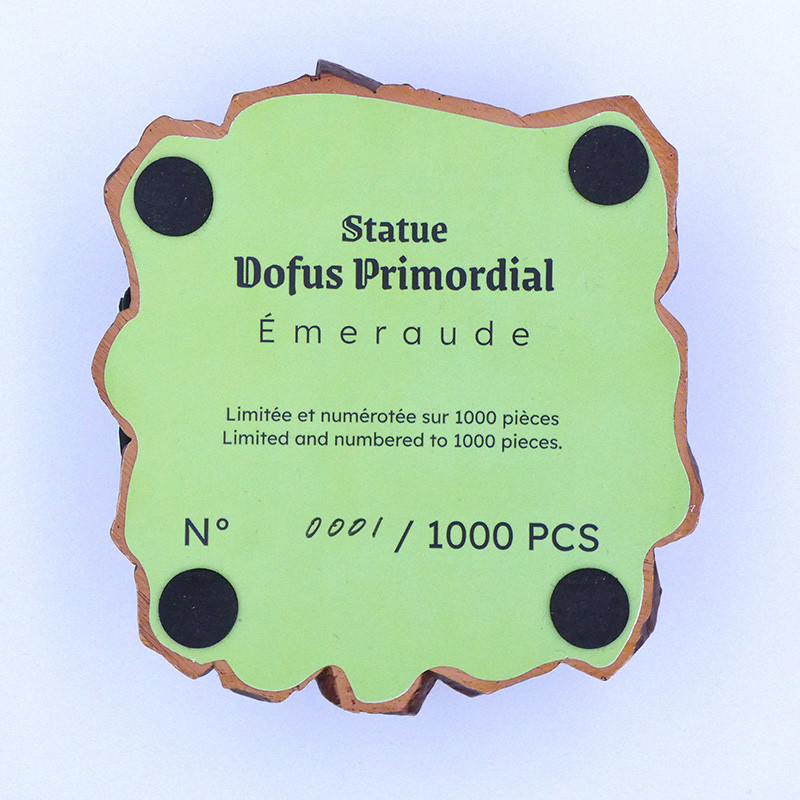 Statue
Dofus Primordial
Émeraude
Limitée et numérotée sur 1000 pièces
Limited and numbered to 1000 pieces.
N° 0001 / 1000 PCS